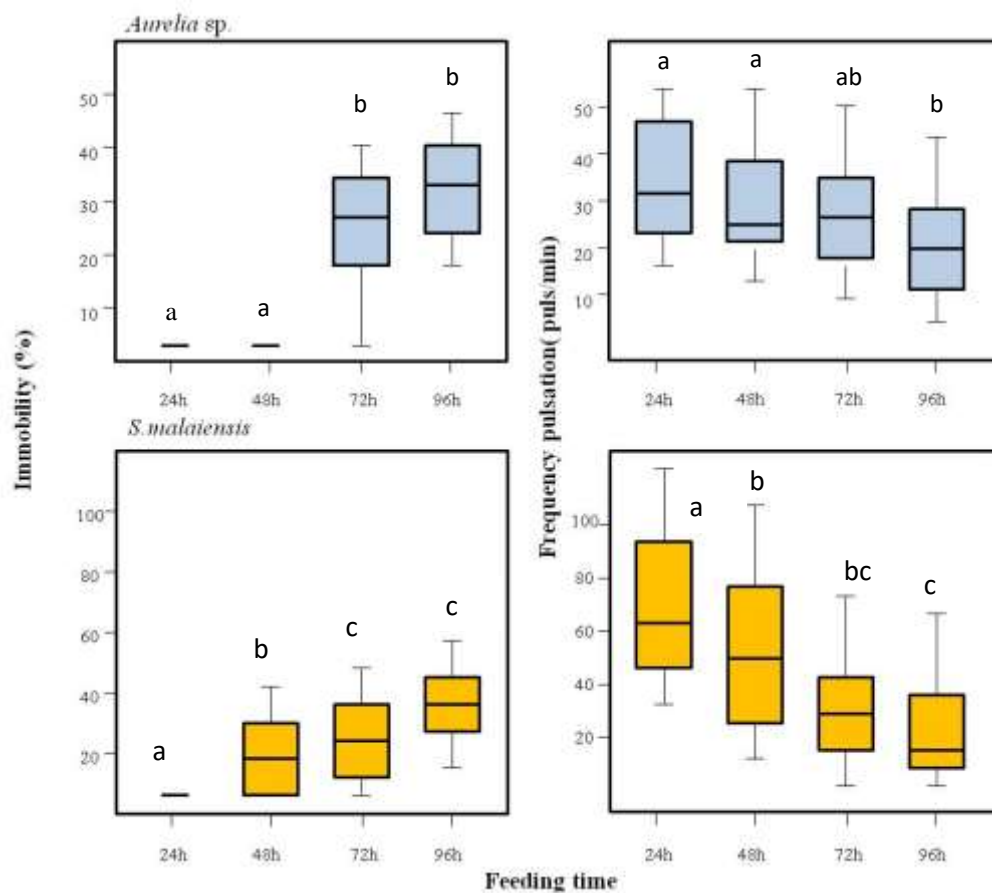 Aurelia sp.
Immobility (%)
50
40
30
20
10
a
a
b
b
24h
48h
72h
96h
Frequency pulsation( puls/min)
50
40
30
20
10
a
a
ab
b
24h
48h
72h
96h
S.malaiensis
100
80
60
40
20
a
b
c
c
24h
48h
72h
96h
100
80
60
40
20
a
b
bc
c
24h
48h
72h
96h
Feeding time